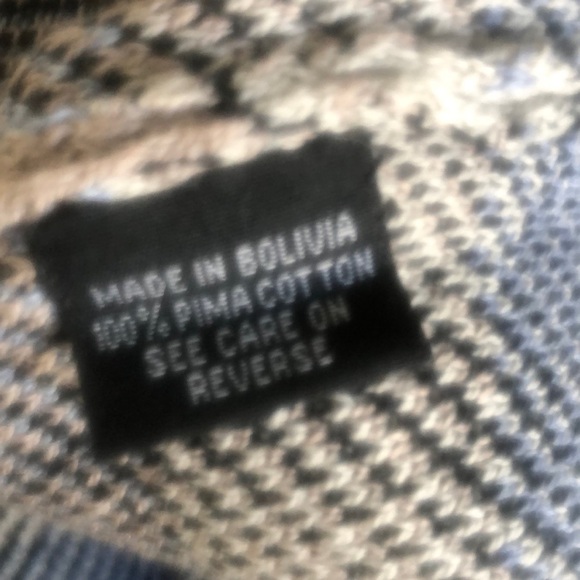 MADE IN BOLIVIA
100% PIMA COTTON
SEE CARE ON
REVERSE